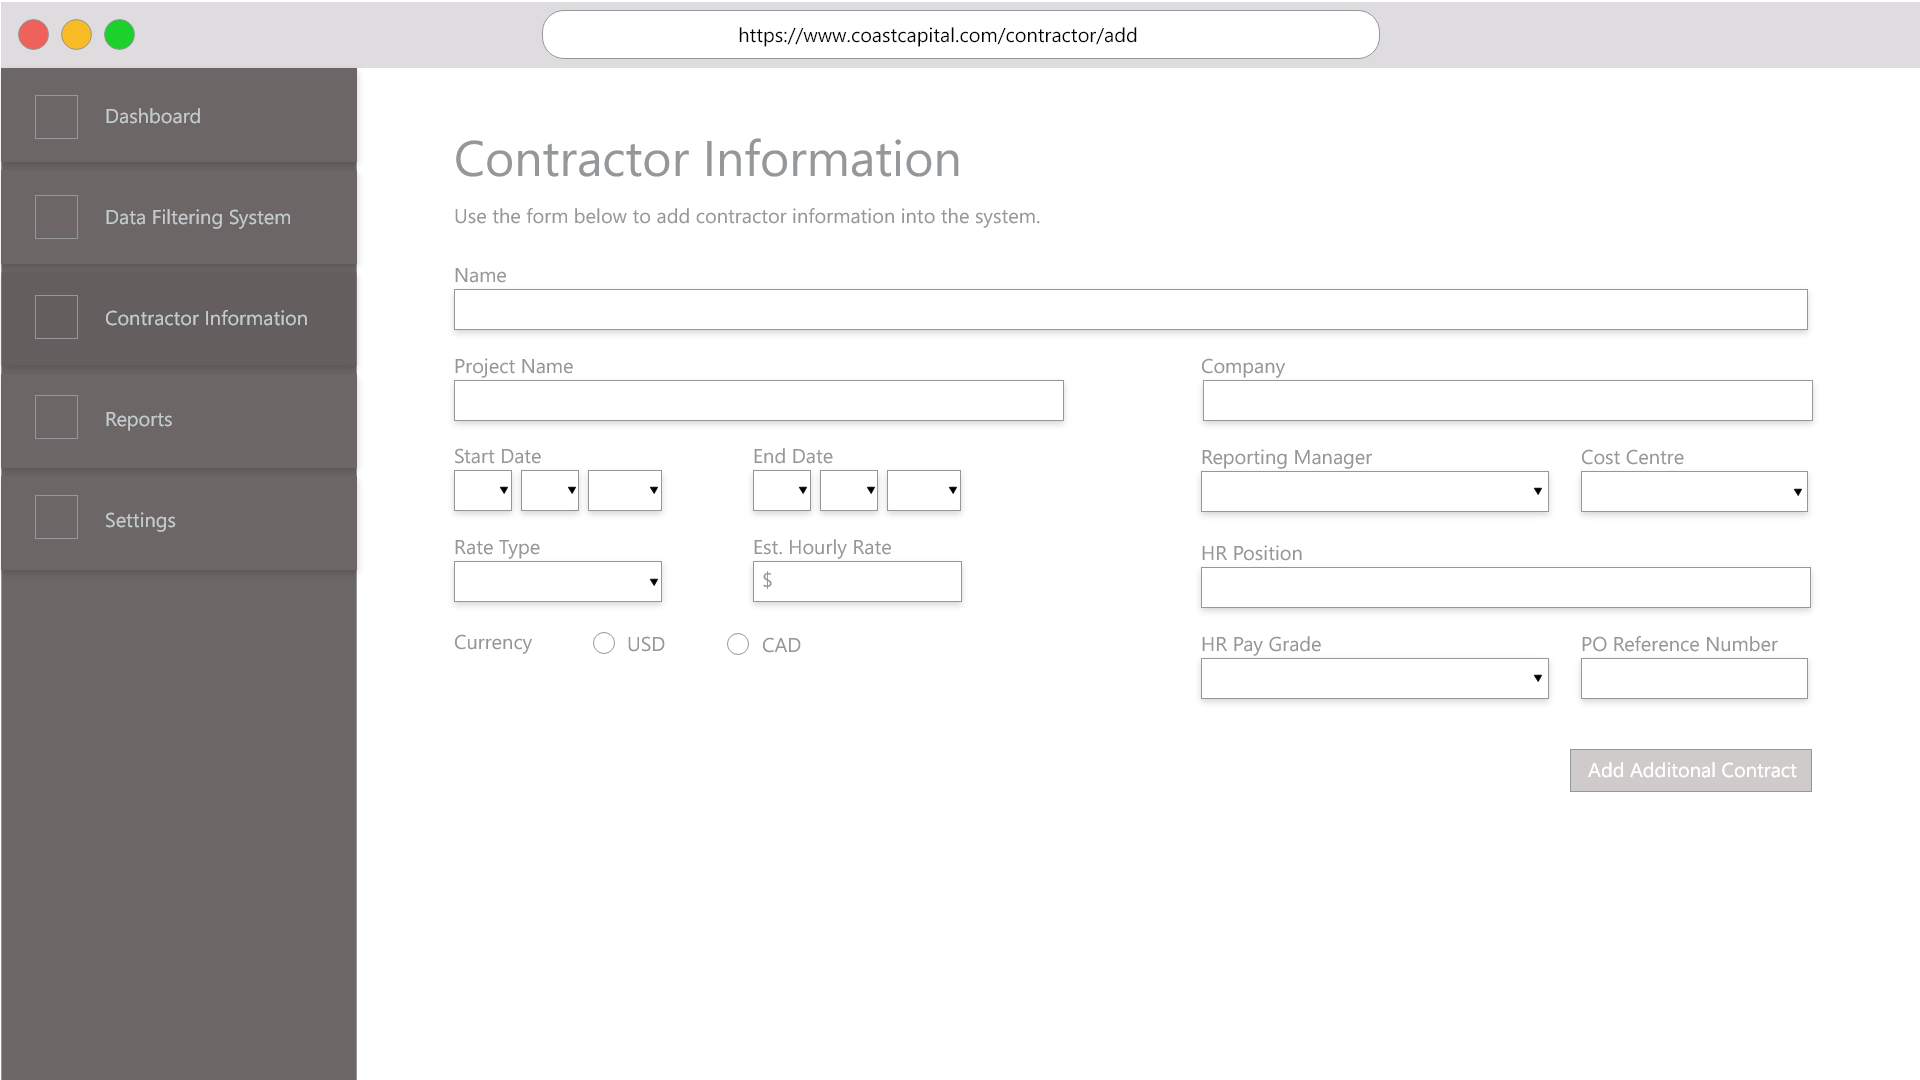 https://www.coastcapital.com/contractor/add
Dashboard
Data Filtering System
Contractor Information
Reports
Settings
Contractor Information
Use the form below to add contractor information into the system.
Name
Project Name
Company
Start Date
End Date
Reporting Manager
Cost Centre
Rate Type
Est. Hourly Rate
$
HR Position
Currency
USD
CAD
HR Pay Grade
PO Reference Number
Add Additonal Contract